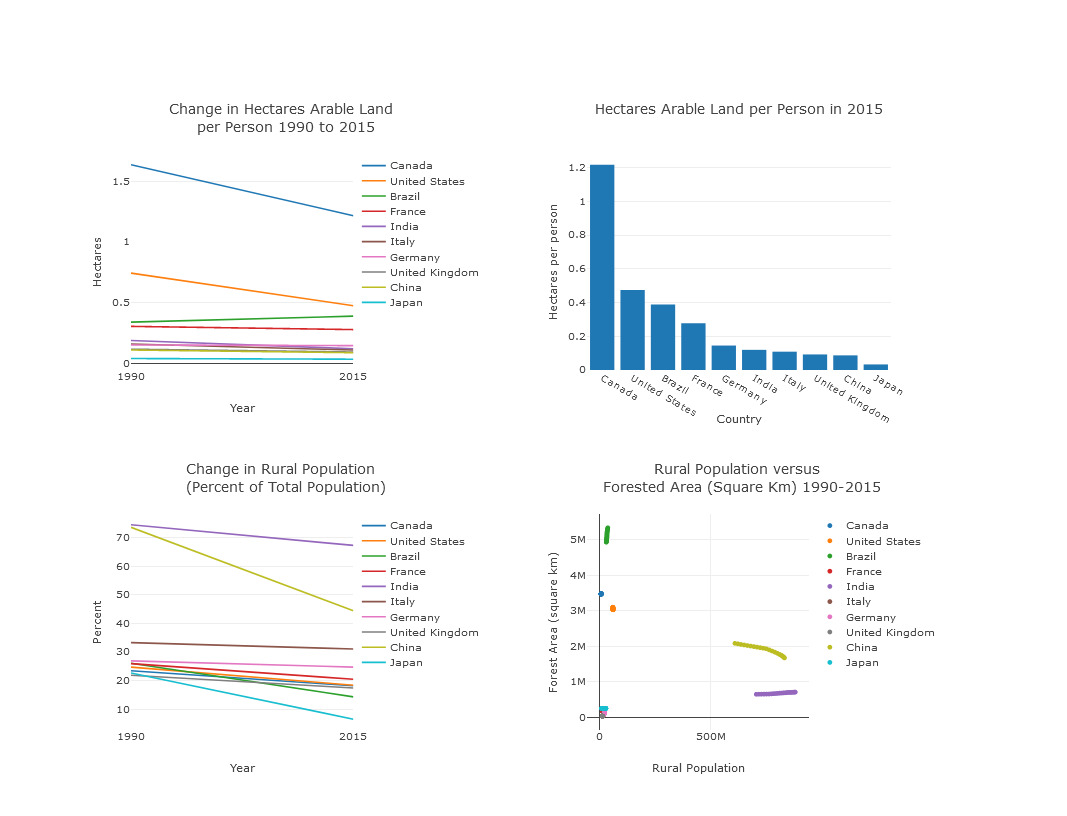 Change in Hectares Arable Land
per Person 1990 to 2015
Hectares
1.5
1
0.5
0
1990
2015
Year
Canada
United States
Brazil
France
India
Italy
Germany
United Kingdom
China
Japan
Hectares Arable Land per Person in 2015
Hectares per person
1.2
1
0.8
0.6
0.4
0.2
0
Canada
United States
Brazil
France
Germany
India
Italy
United Kingdom
China
Japan
Country
Change in Rural Population
(Percent of Total Population)
Percent
70
60
50
40
30
20
10
1990
2015
Year
Canada
United States
Brazil
France
India
Italy
Germany
United Kingdom
China
Japan
Rural Population versus
Forested Area (Square Km) 1990-2015
Forest Area (square km)
5M
4M
3M
2M
1M
0
0
500M
Rural Population
Canada
United States
Brazil
France
India
Italy
Germany
United Kingdom
China
Japan